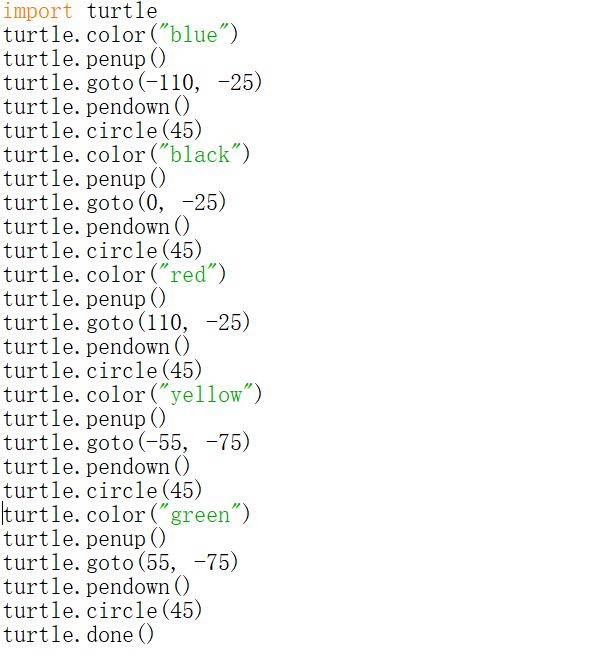 import turtle
turtle.color("blue")
turtle.penup()
turtle.goto(-110, -25)
turtle.pendown()
turtle.circle(45)
turtle.color("black")
turtle.penup()
turtle.goto(0, -25)
turtle.pendown()
turtle.circle(45)
turtle.color("red")
turtle.penup()
turtle.goto(110, -25)
turtle.pendown()
turtle.circle(45)
turtle.color("yellow")
turtle.penup()
turtle.goto(-55, -75)
turtle.pendown()
turtle.circle(45)
turtle.color("green")
turtle.penup()
turtle.goto(55, -75)
turtle.pendown()
turtle.circle(45)
turtle.done()